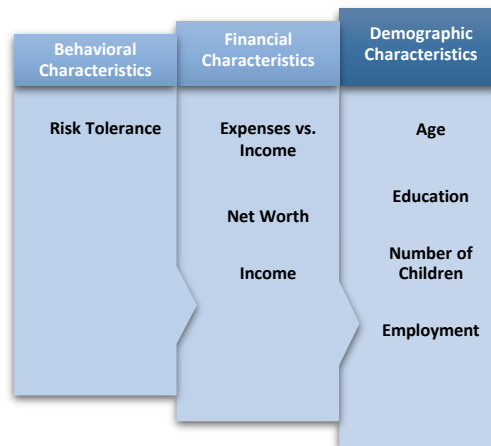 Behavioral
Characteristics
Risk Tolerance
Financial
Characteristics
Expenses vs.
Income
Net Worth
Income
Demographic
Characteristics
Age
Education
Number of
Children
Employment